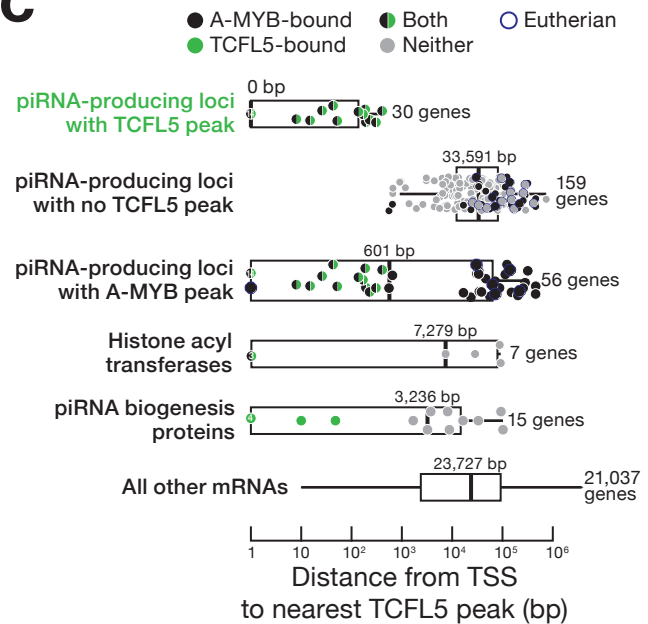 C
A-MYB-bound Both Eutherian
TCFL5-bound Neither
0 bp
piRNA-producing loci
with TCFL5 peak
30 genes
33,591 bp
piRNA-producing loci
with no TCFL5 peak
159
genes
601 bp
piRNA-producing loci
with A-MYB peak
56 genes
7,279 bp
Histone acyl
transferases
3
7 genes
3,236 bp
piRNA biogenesis
proteins
4
15 genes
23,727 bp
All other mRNAs
21,037
genes
1 10 10² 10³ 10⁴ 10⁵ 10⁶
Distance from TSS
to nearest TCFL5 peak (bp)